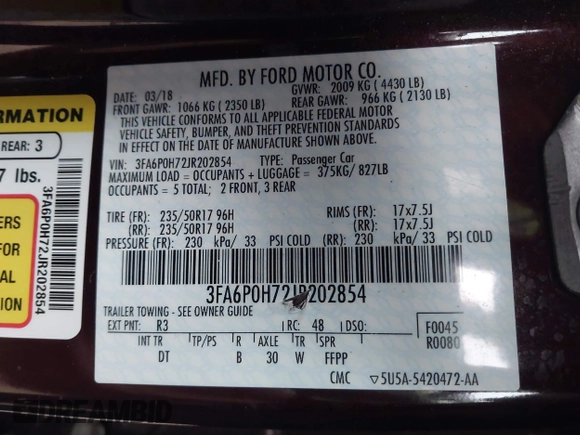 MFD. BY FORD MOTOR CO.
DATE: 03/18 GVWR: 2009 KG ( 4430 LB)
FRONT GAWR: 1066 KG ( 2350 LB) REAR GAWR: 966 KG ( 2130 LB)
THIS VEHICLE CONFORMS TO ALL APPLICABLE FEDERAL MOTOR
VEHICLE SAFETY, BUMPER, AND THEFT PREVENTION STANDARDS
IN EFFECT ON THE DATE OF MANUFACTURE SHOWN ABOVE.
VIN: 3FA6P0H72JR202854 TYPE: Passenger Car
MAXIMUM LOAD = OCCUPANTS + LUGGAGE = 375KG/ 827LB
OCCUPANTS = 5 TOTAL; 2 FRONT, 3 REAR
TIRE (FR): 235/50R17 96H RIMS (FR): 17x7.5J
(RR): 235/50R17 96H (RR): 17x7.5J
PRESSURE (FR): 230 kPa/ 33 PSI COLD (RR): 230 kPa/ 33 PSI COLD
3FA6P0H72JR202854
TRAILER TOWING - SEE OWNER GUIDE
EXT PNT: R3 RC: 48 DSO: F0045
R0080
INT TR TP/PS R AXLE TR SPR
DT B 30 W FFPP
CMC ▽5U5A-5420472-AA
ORMATION
REAR: 3
7 lbs.
ERS
FOR
AL
ION
3FA6P0H72JR202854
DREAMBID